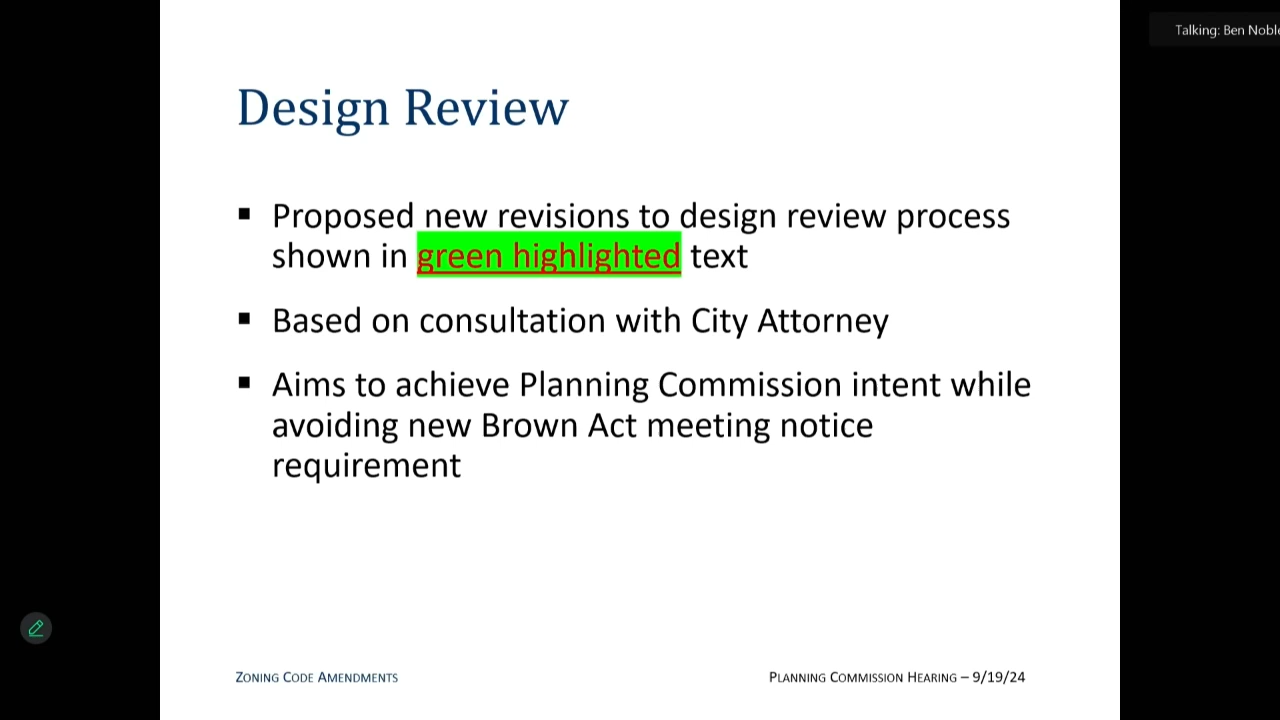 Talking: Ben Noble
Design Review
▪ Proposed new revisions to design review process
shown in green highlighted text
▪ Based on consultation with City Attorney
▪ Aims to achieve Planning Commission intent while
avoiding new Brown Act meeting notice
requirement
ZONING CODE AMENDMENTS
PLANNING COMMISSION HEARING – 9/19/24